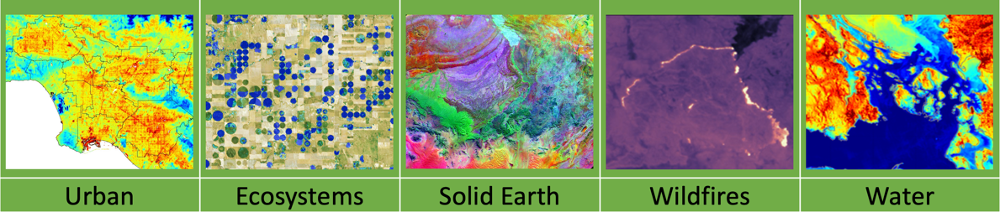 Urban
Ecosystems
Solid Earth
Wildfires
Water